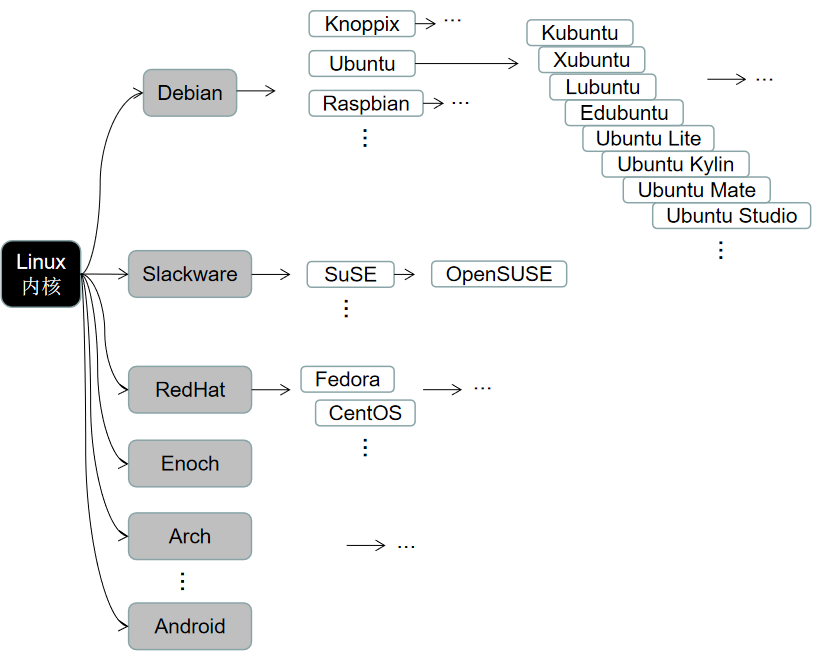 Linux
内核
Debian
Knoppix
...
Ubuntu
Raspbian
...
Kubuntu
Xubuntu
Lubuntu
Edubuntu
Ubuntu Lite
Ubuntu Kylin
Ubuntu Mate
Ubuntu Studio
...
Slackware
SuSE
OpenSUSE
RedHat
Fedora
CentOS
...
Enoch
Arch
...
Android